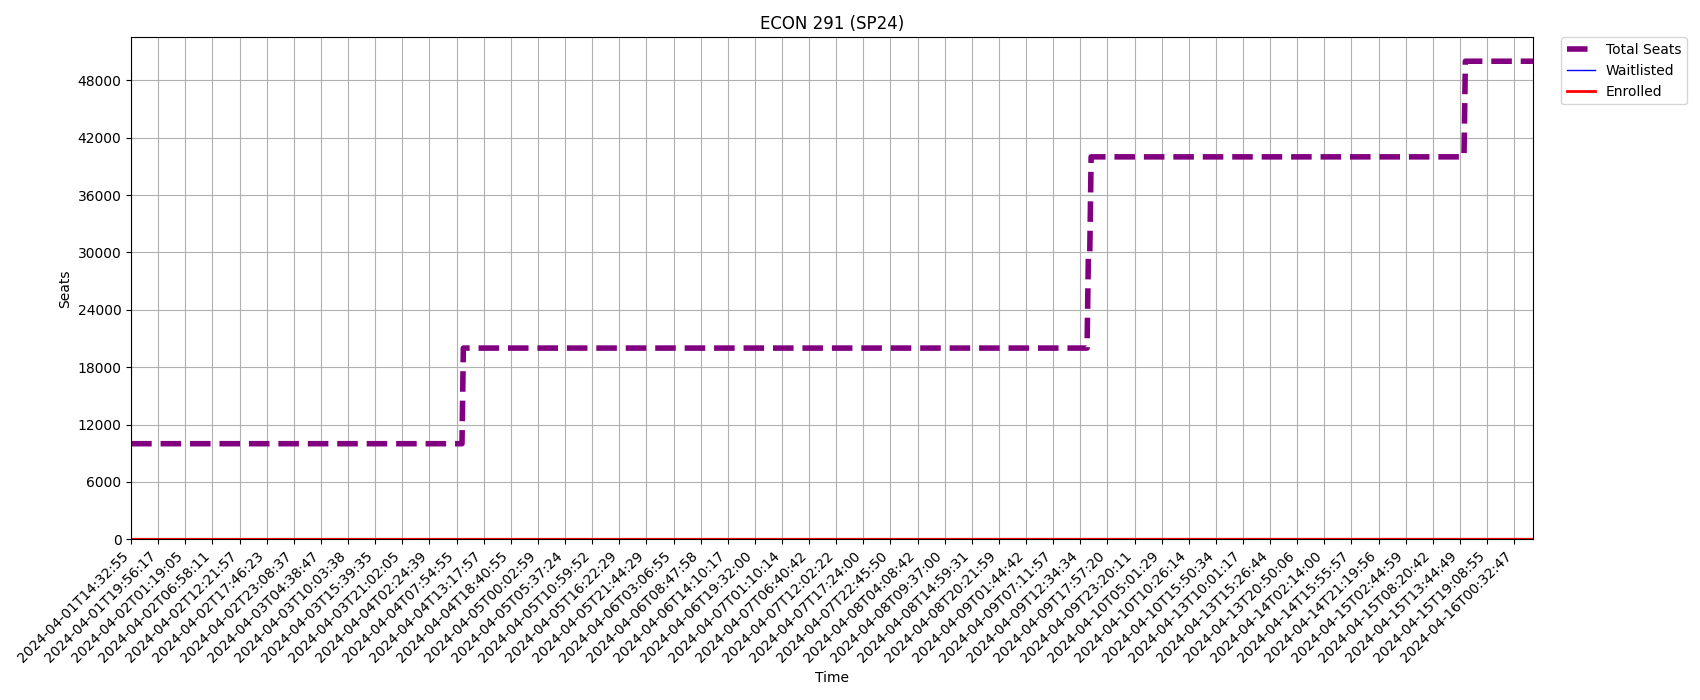 ECON 291 (SP24)
Total Seats
Waitlisted
Enrolled
48000
42000
36000
30000
24000
18000
12000
6000
0
Seats
2024-04-01T14:32:55
2024-04-01T19:56:17
2024-04-02T01:19:05
2024-04-02T06:58:11
2024-04-02T12:21:57
2024-04-02T17:46:23
2024-04-02T23:08:37
2024-04-03T04:38:47
2024-04-03T10:03:38
2024-04-03T15:39:35
2024-04-03T21:02:05
2024-04-04T02:24:39
2024-04-04T07:54:55
2024-04-04T13:17:57
2024-04-04T18:40:55
2024-04-05T00:02:59
2024-04-05T05:37:24
2024-04-05T10:59:52
2024-04-05T16:22:29
2024-04-05T21:44:29
2024-04-06T03:06:55
2024-04-06T08:47:58
2024-04-06T14:10:17
2024-04-06T19:32:00
2024-04-07T01:10:14
2024-04-07T06:40:42
2024-04-07T12:02:22
2024-04-07T17:24:00
2024-04-07T22:45:50
2024-04-08T04:08:42
2024-04-08T09:37:00
2024-04-08T14:59:31
2024-04-08T20:21:59
2024-04-09T01:44:42
2024-04-09T07:11:57
2024-04-09T12:34:34
2024-04-09T17:57:20
2024-04-09T23:20:11
2024-04-10T05:01:29
2024-04-10T10:26:14
2024-04-10T15:50:34
2024-04-13T10:01:17
2024-04-13T15:26:44
2024-04-13T20:50:06
2024-04-14T02:14:00
2024-04-14T15:55:57
2024-04-14T21:19:56
2024-04-15T02:44:59
2024-04-15T08:20:42
2024-04-15T13:44:49
2024-04-15T19:08:55
2024-04-16T00:32:47
Time